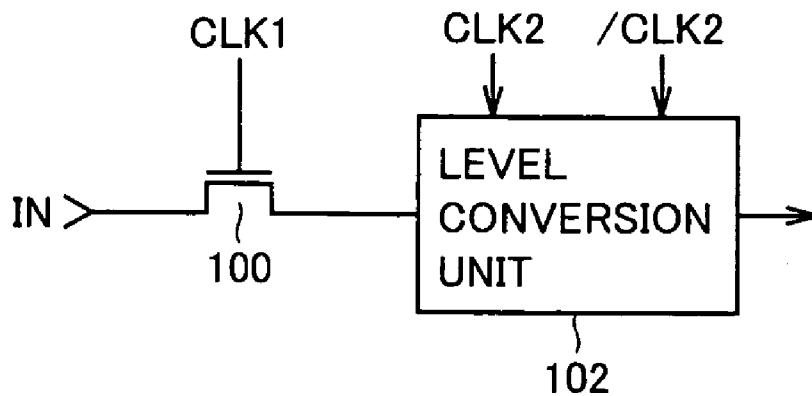 CLK1
CLK2
/CLK2
IN
LEVEL
CONVERSION
UNIT
100
102